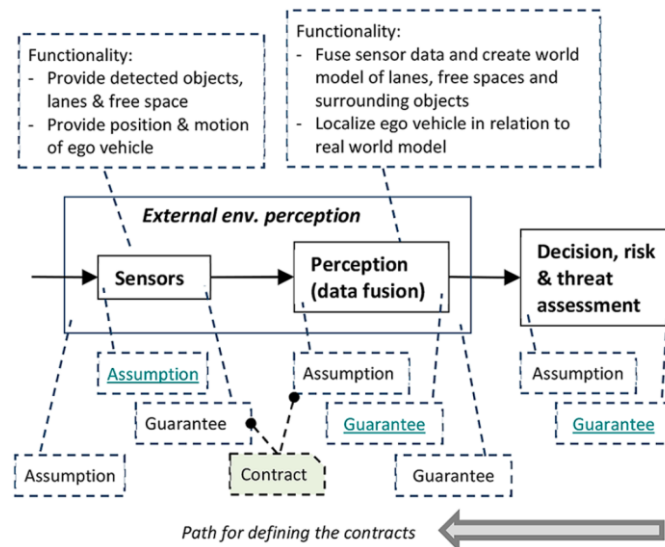 Functionality:
- Provide detected objects,
lanes & free space
- Provide position & motion
of ego vehicle
Functionality:
- Fuse sensor data and create world
model of lanes, free spaces and
surrounding objects
- Localize ego vehicle in relation to
real world model
External env. perception
Sensors
Perception
(data fusion)
Decision, risk
& threat
assessment
Assumption
Assumption
Assumption
Guarantee
Guarantee
Guarantee
Assumption
Contract
Guarantee
Path for defining the contracts